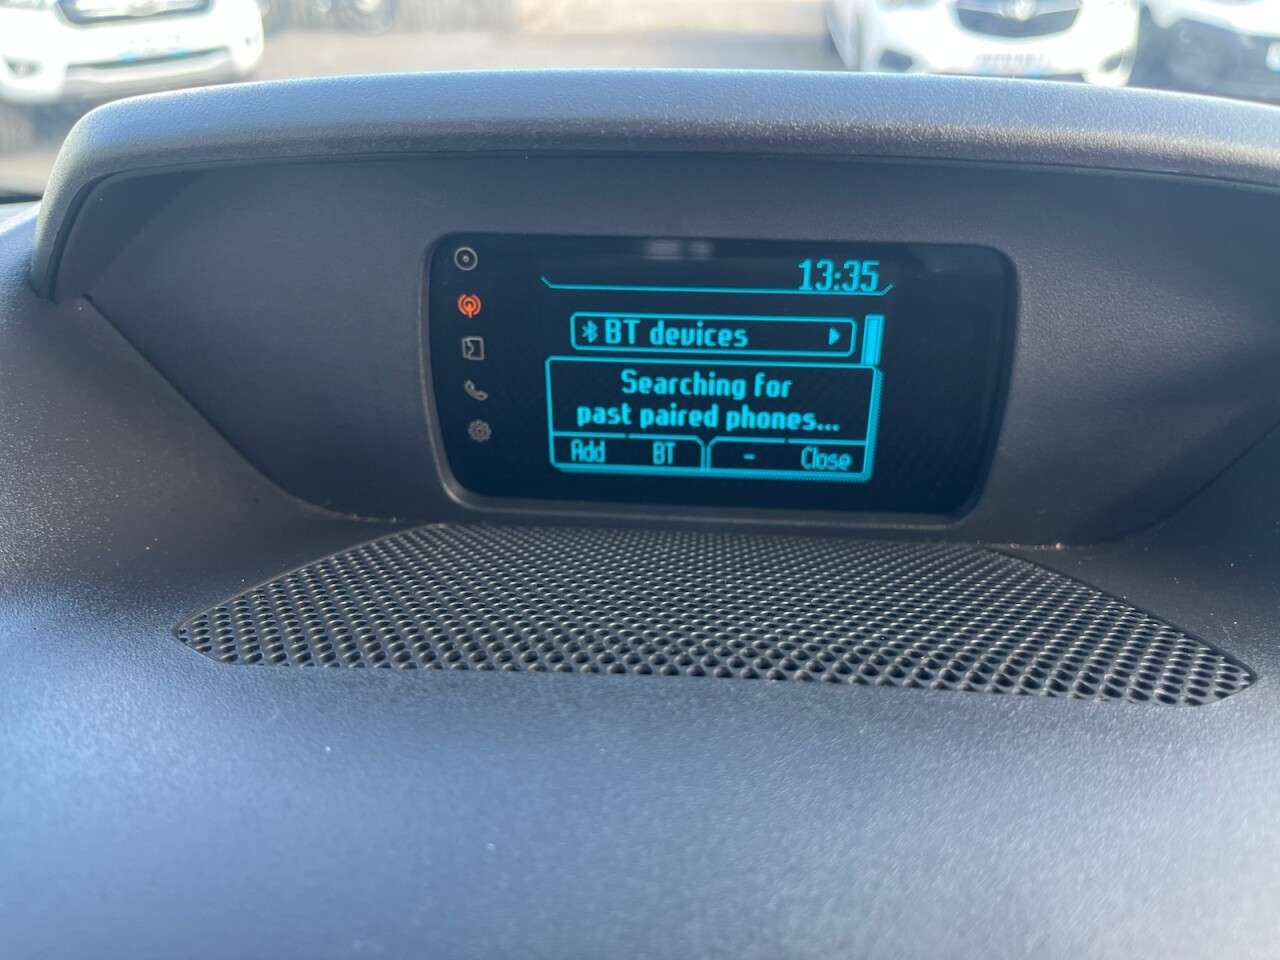 13:35
BT devices
Searching for
past paired phones...
Add BT - Close